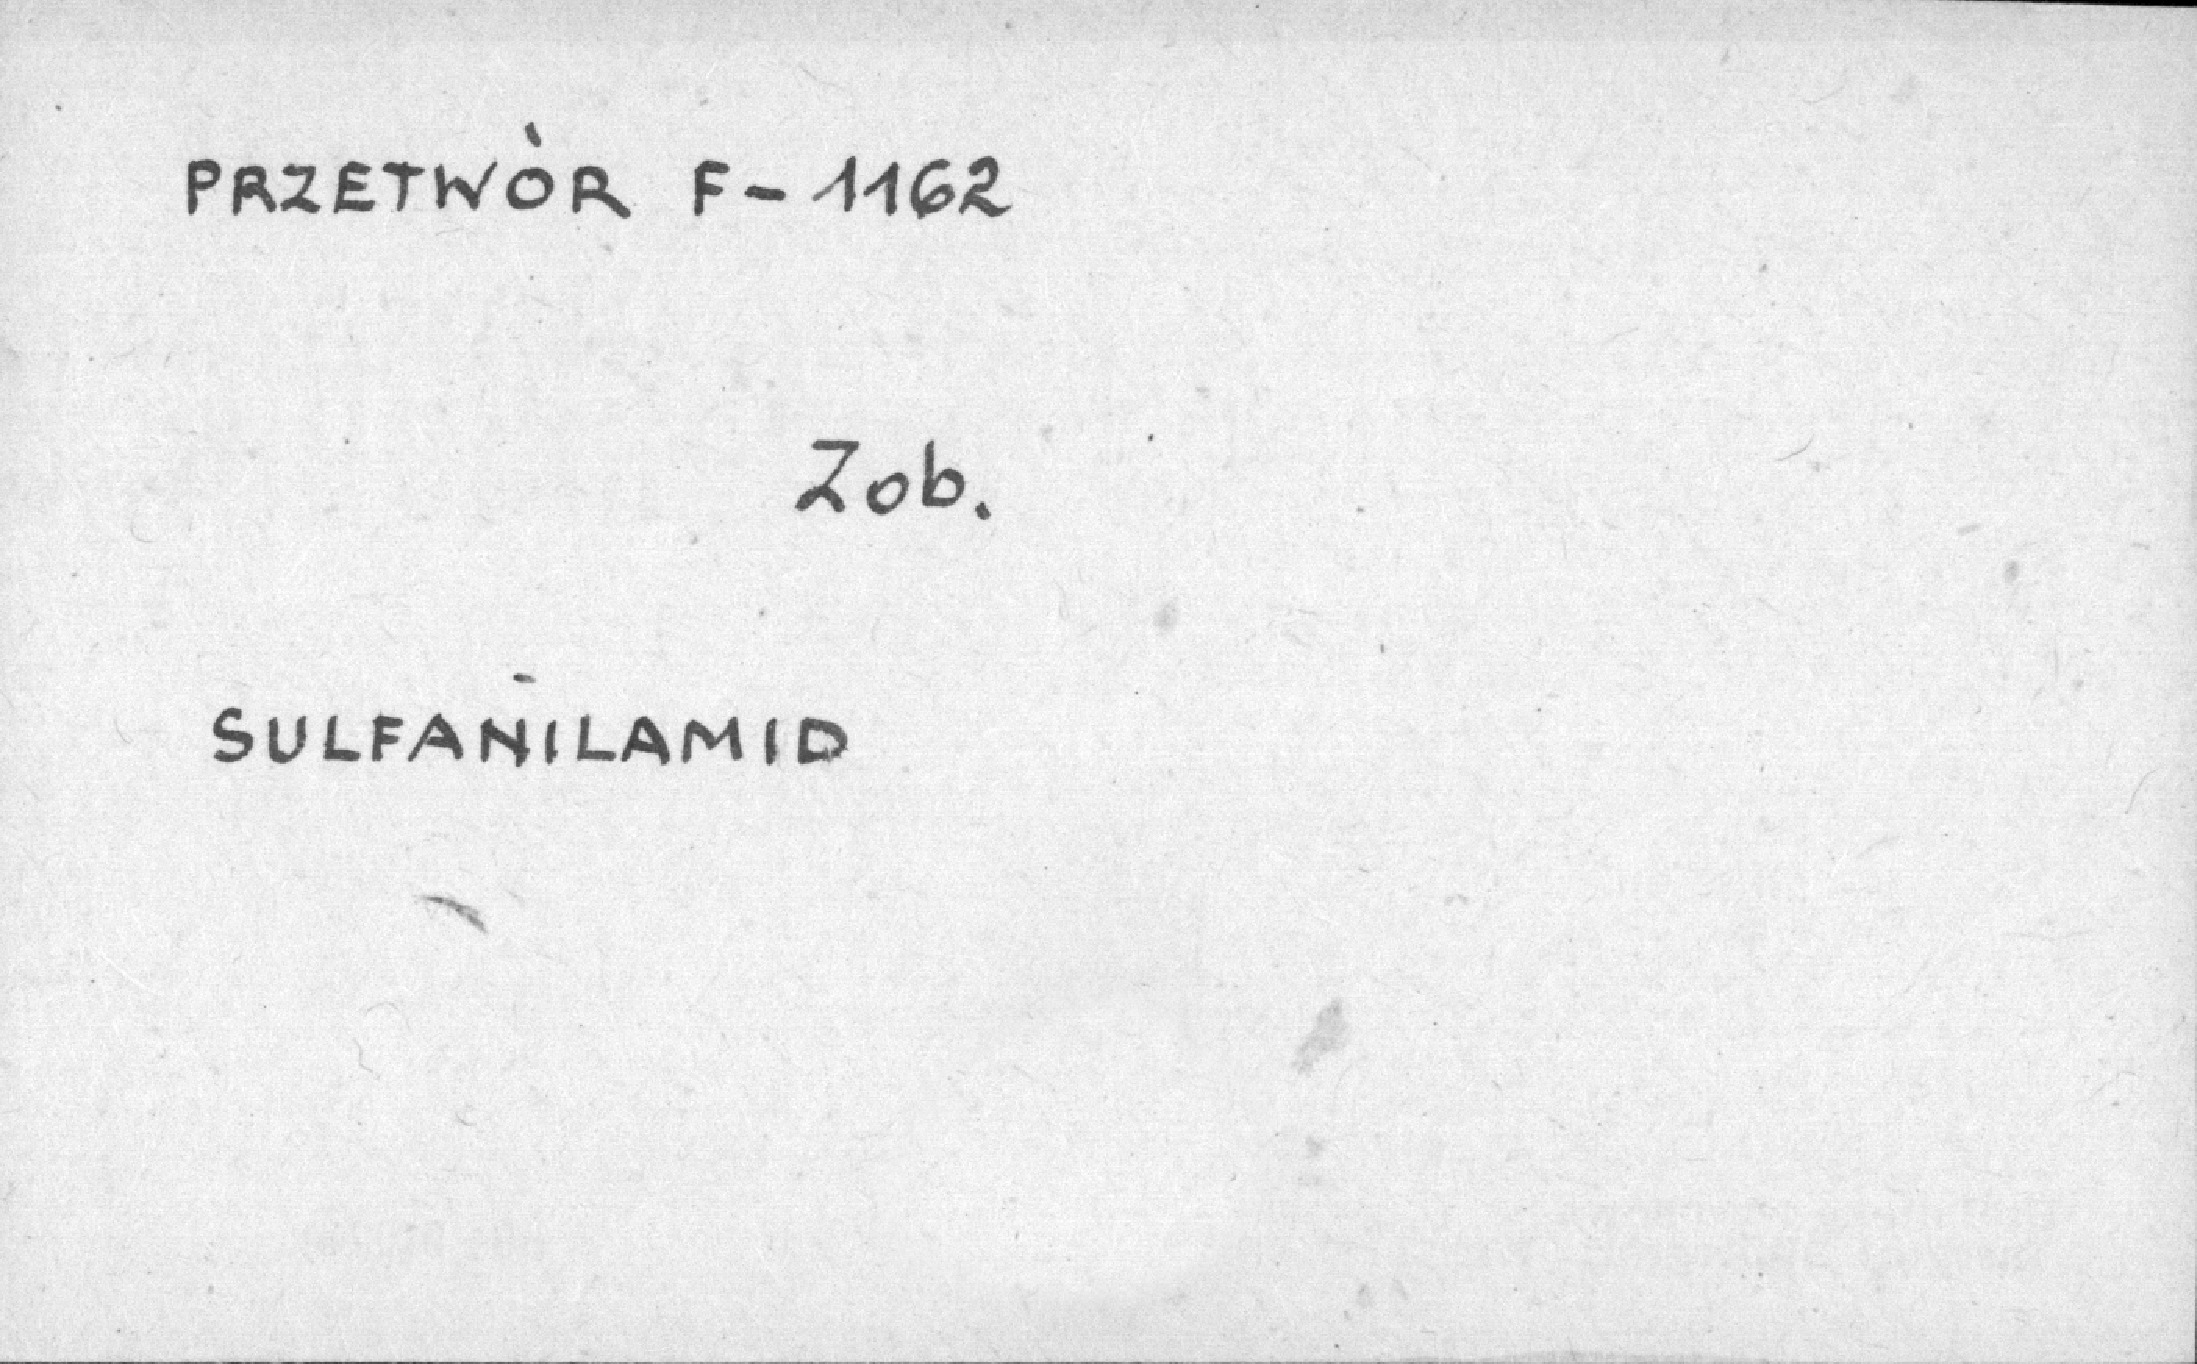 PRZETWÒR F-1162
Zob.
SULFANILAMID